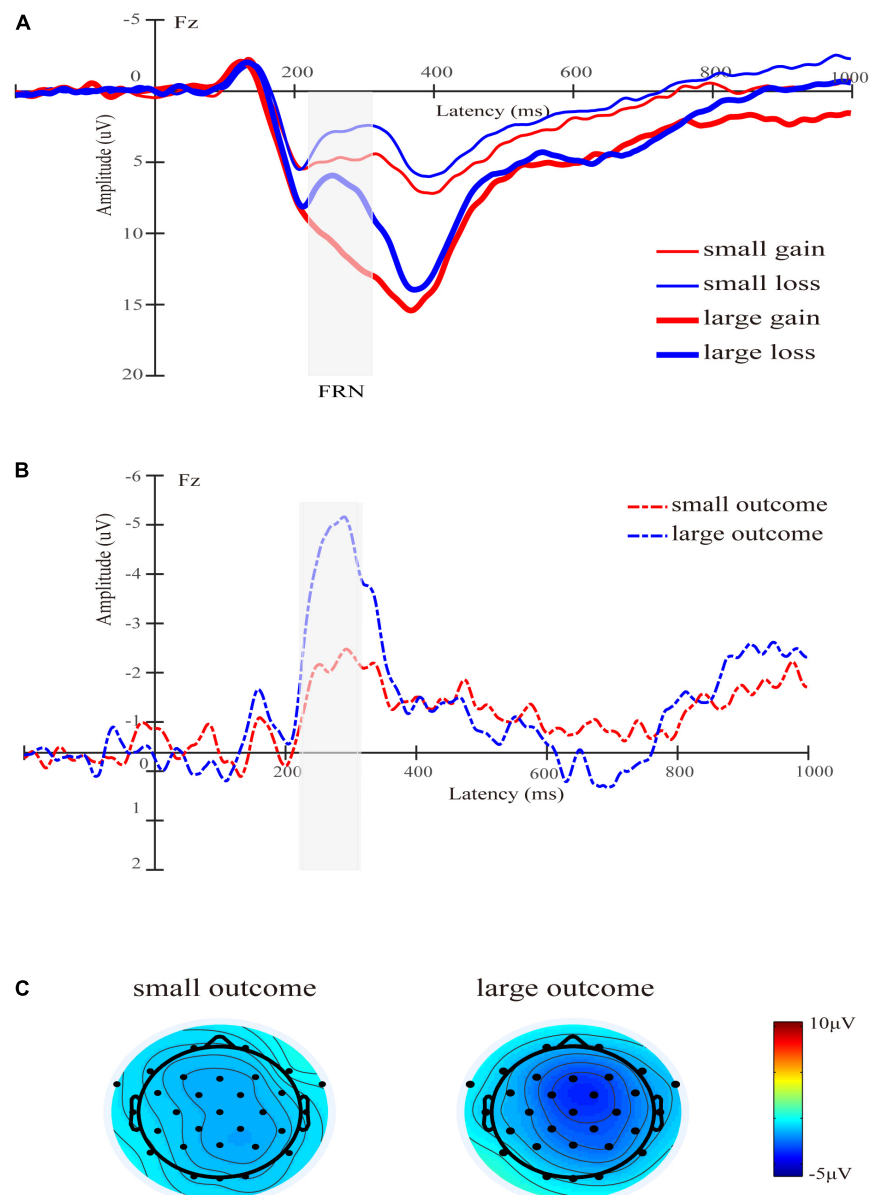 A
Fz
-5
0
5
10
15
20
Amplitude (uV)
200
400
600
800
1000
Latency (ms)
small gain
small loss
large gain
large loss
FRN
B
Fz
-6
-5
-4
-3
-2
-1
0
1
2
Amplitude (uV)
200
400
600
800
1000
Latency (ms)
small outcome
large outcome
C
small outcome
large outcome
10µV
-5µV